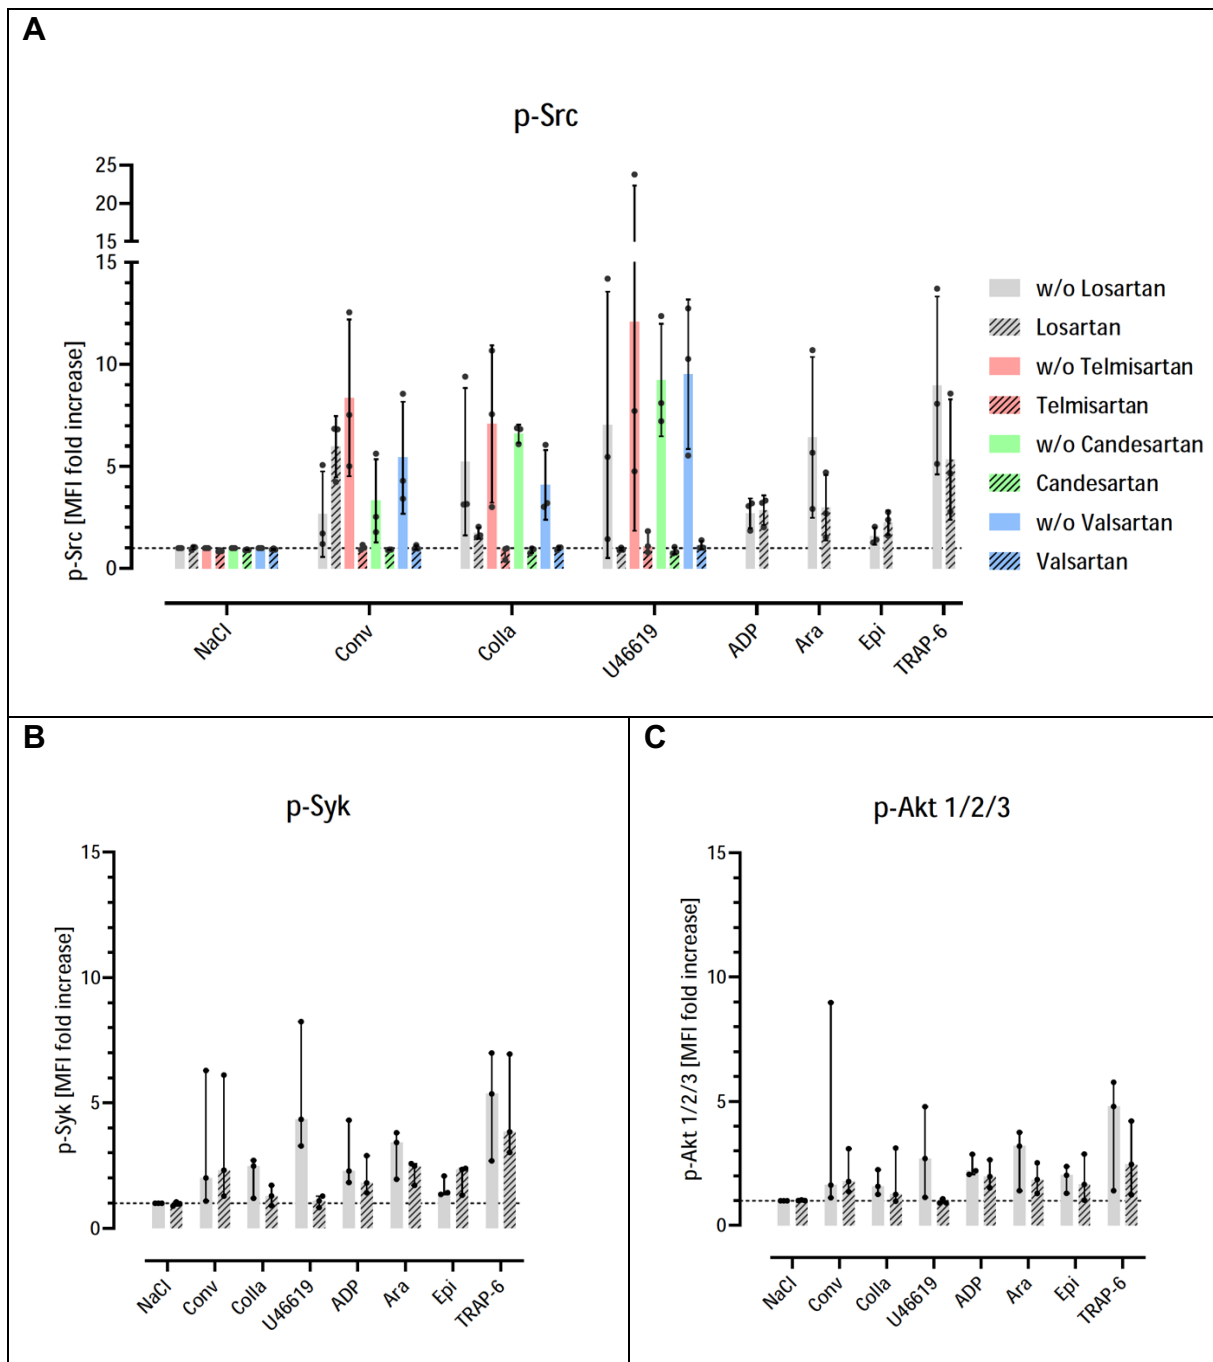 A
p-Src
p-Src [MFI fold increase]
25
20
15
15
10
5
0
NaCl
Conv
Colla
U46619
ADP
Ara
Epi
TRAP-6
w/o Losartan
Losartan
w/o Telmisartan
Telmisartan
w/o Candesartan
Candesartan
w/o Valsartan
Valsartan
B
p-Syk
p-Syk [MFI fold increase]
15
10
5
0
NaCl
Conv
Colla
U46619
ADP
Ara
Epi
TRAP-6
C
p-Akt 1/2/3
p-Akt 1/2/3 [MFI fold increase]
15
10
5
0
NaCl
Conv
Colla
U46619
ADP
Ara
Epi
TRAP-6